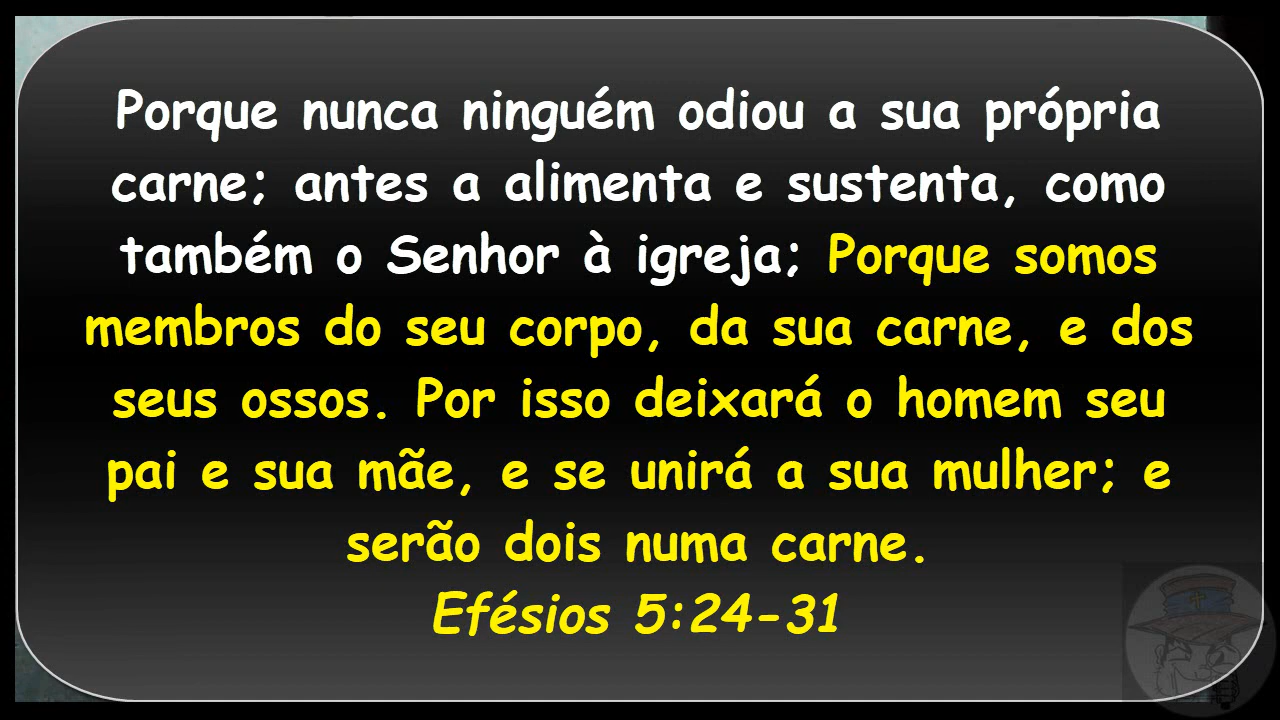 Porque nunca ninguém odiou a sua própria
carne; antes a alimenta e sustenta, como
também o Senhor à igreja; Porque somos
membros do seu corpo, da sua carne, e dos
seus ossos. Por isso deixará o homem seu
pai e sua mãe, e se unirá a sua mulher; e
serão dois numa carne.
Efésios 5:24-31